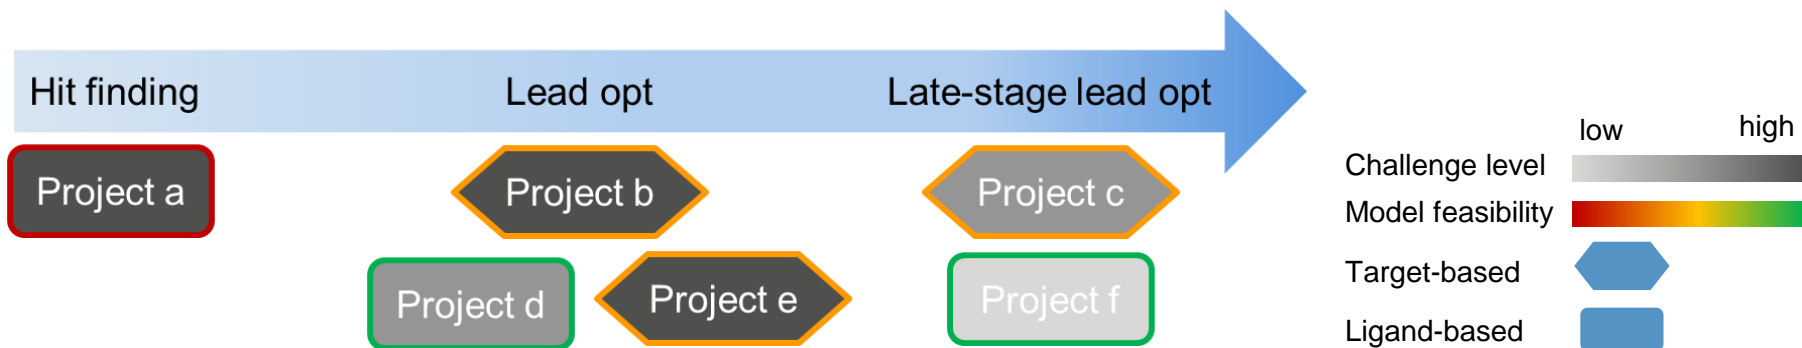 Hit finding
Lead opt
Late-stage lead opt
Project a
Project b
Project c
Project d
Project e
Project f
low
high
Challenge level
Model feasibility
Target-based
Ligand-based